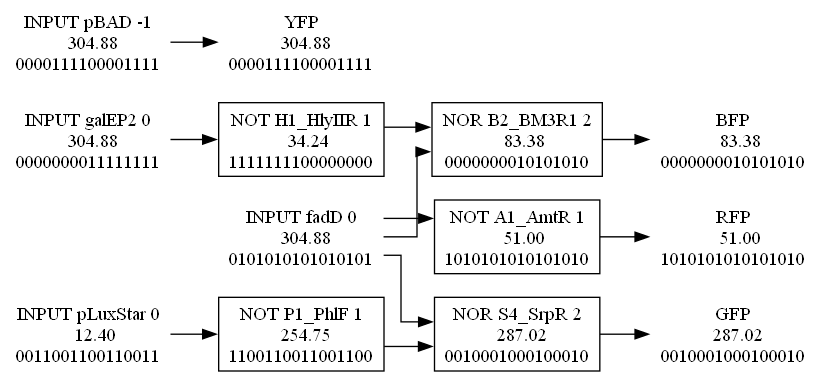 INPUT pBAD -1
304.88
0000111100001111
YFP
304.88
0000111100001111
INPUT galEP2 0
304.88
0000000011111111
NOT H1_HlyIIR 1
34.24
1111111100000000
NOR B2_BM3R1 2
83.38
0000000010101010
BFP
83.38
0000000010101010
INPUT fadD 0
304.88
0101010101010101
NOT A1_AmtR 1
51.00
1010101010101010
RFP
51.00
1010101010101010
INPUT pLuxStar 0
12.40
0011001100110011
NOT P1_PhlF 1
254.75
1100110011001100
NOR S4_SrpR 2
287.02
0010001000100010
GFP
287.02
0010001000100010